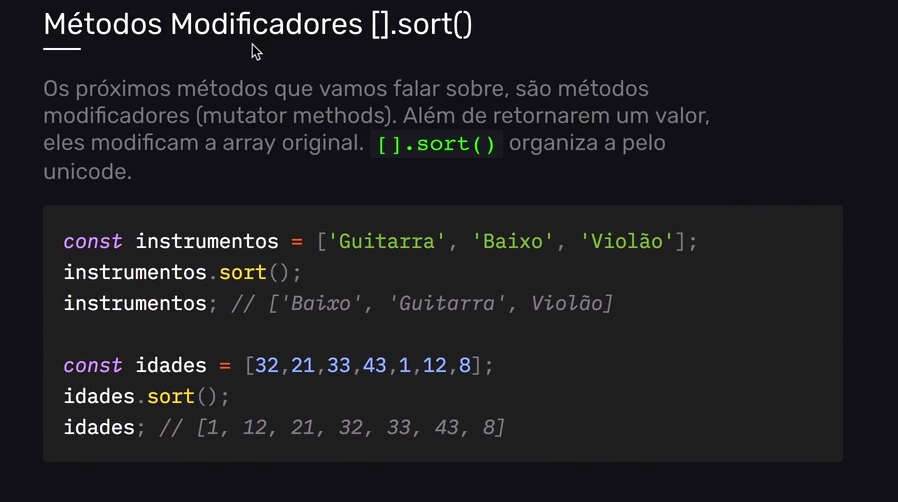 Métodos Modificadores [].sort()
Os próximos métodos que vamos falar sobre, são métodos
modificadores (mutator methods). Além de retornarem um valor,
eles modificam a array original. [].sort() organiza a pelo
unicode.
const instrumentos = ['Guitarra', 'Baixo', 'Violão'];
instrumentos.sort();
instrumentos; // ['Baixo', 'Guitarra', Violão]
const idades = [32,21,33,43,1,12,8];
idades.sort();
idades; // [1, 12, 21, 32, 33, 43, 8]